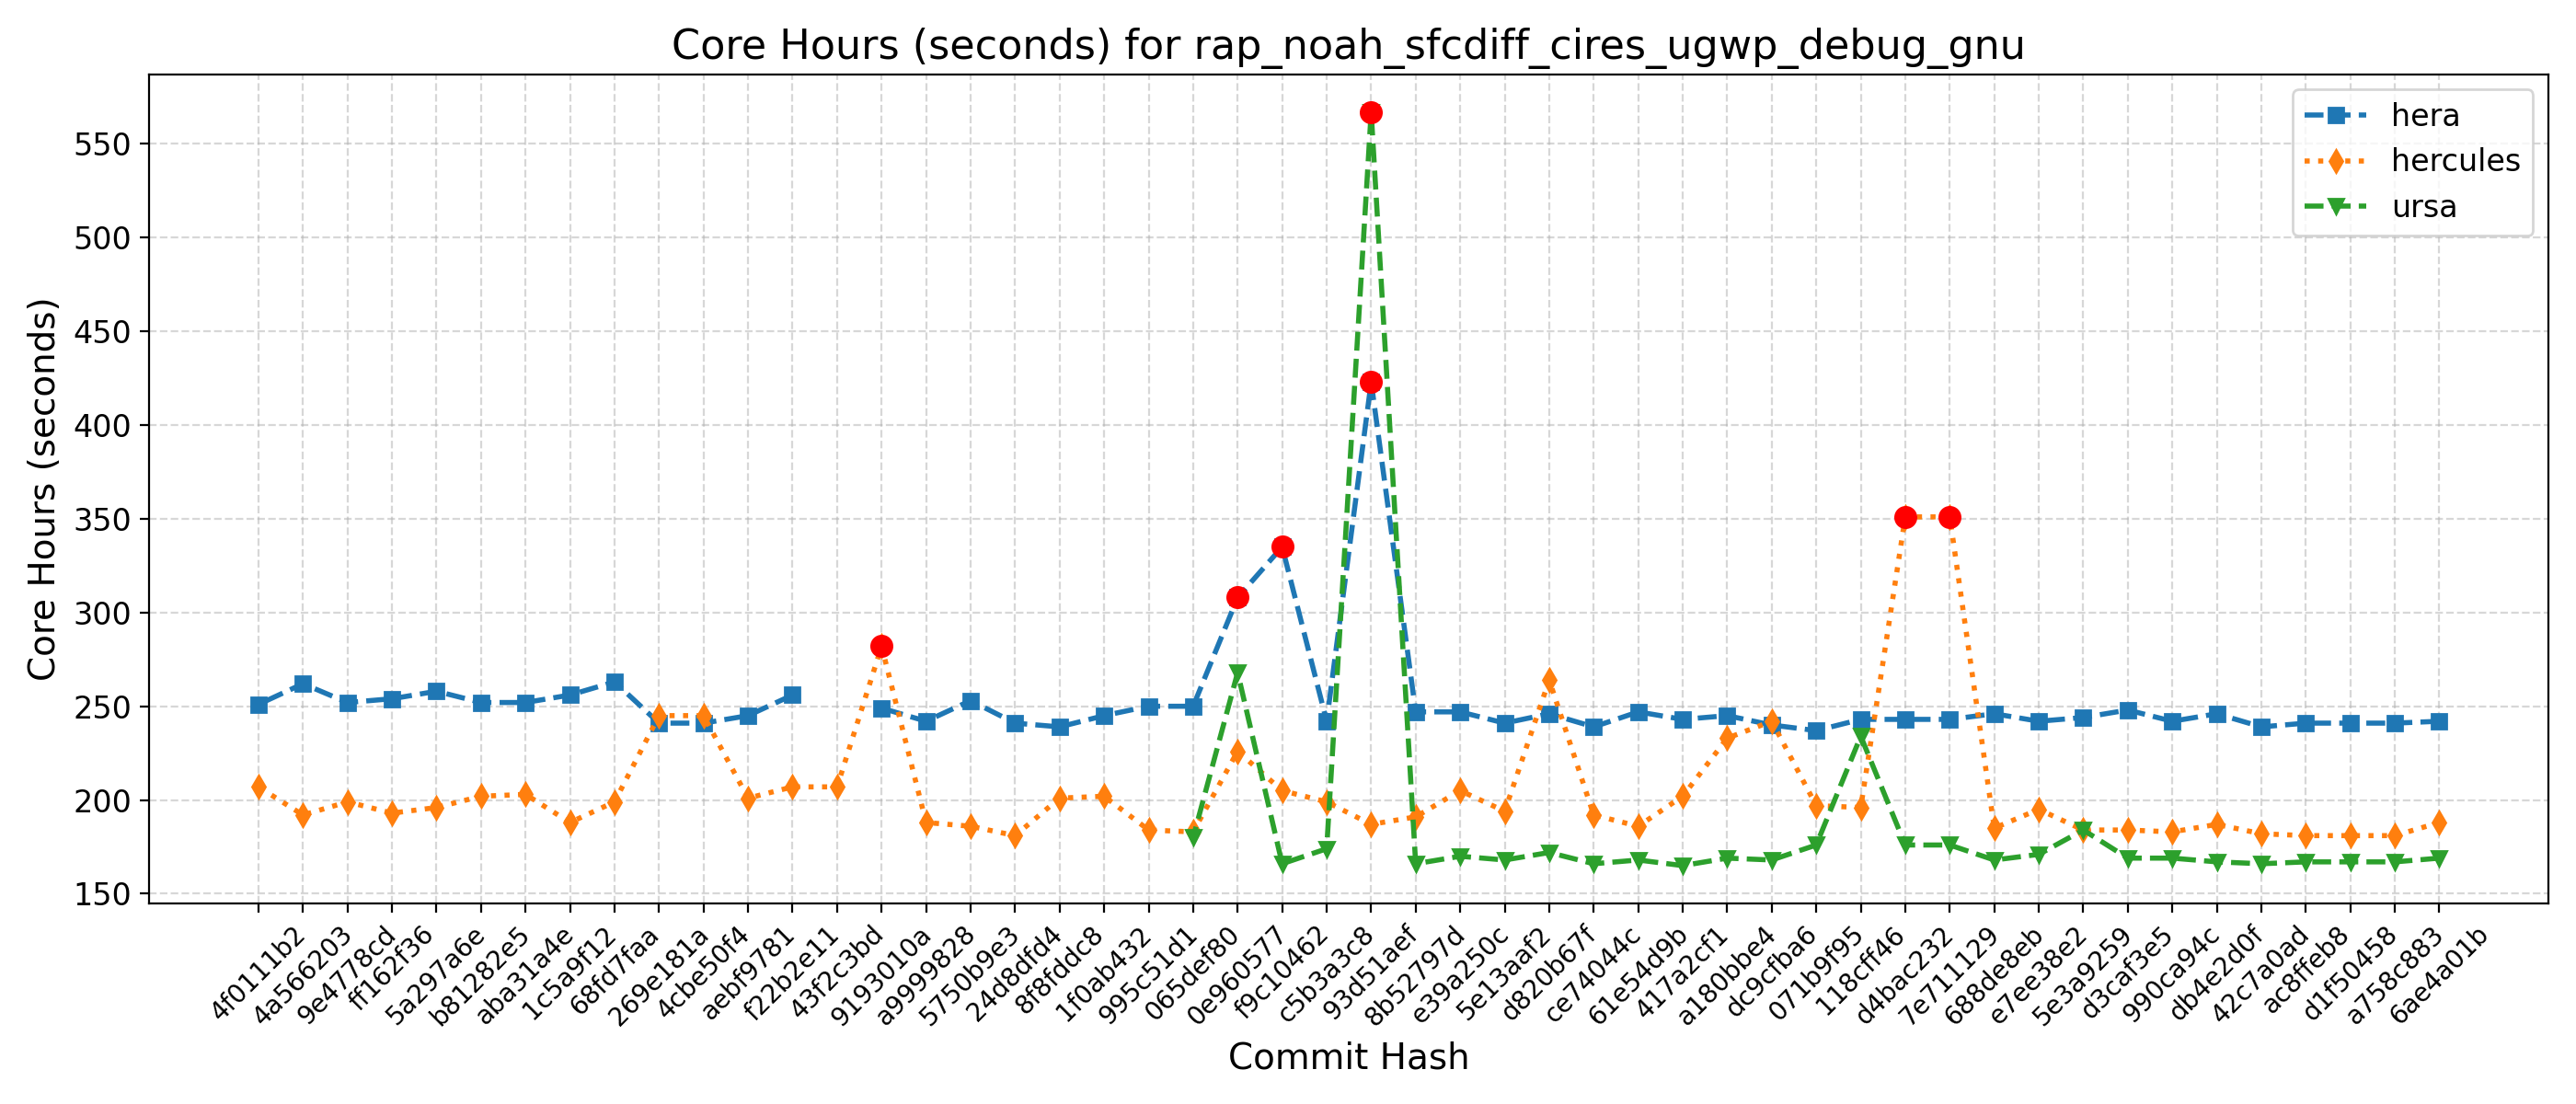 Core Hours (seconds) for rap_noah_sfcdiff_cires_ugwp_debug_gnu
Core Hours (seconds)
550
500
450
400
350
300
250
200
150
hera
hercules
ursa
4f0111b2
4a566203
9e4778cd
ff162f36
5a297a6e
b81282e5
aba31a4e
1c5a9f12
68fd7faa
269e181a
4cbe50f4
aebf9781
f22b2e11
43f2c3bd
9193010a
a9999828
5750b9e3
24d8dfd4
8f8fddc8
1f0ab432
995c51d1
065def80
0e960577
f9c10462
c5b3a3c8
93d51aef
8b52797d
e39a250c
5e13aaf2
d820b67f
ce74044c
61e54d9b
417a2cf1
a180bbe4
dc9cfba6
071b9f95
118cff46
d4bac232
7e711129
688de8eb
e7ee38e2
5e3a9259
d3caf3e5
990ca94c
db4e2d0f
42c7a0ad
ac8ffeb8
d1f50458
a758c883
6ae4a01b
Commit Hash